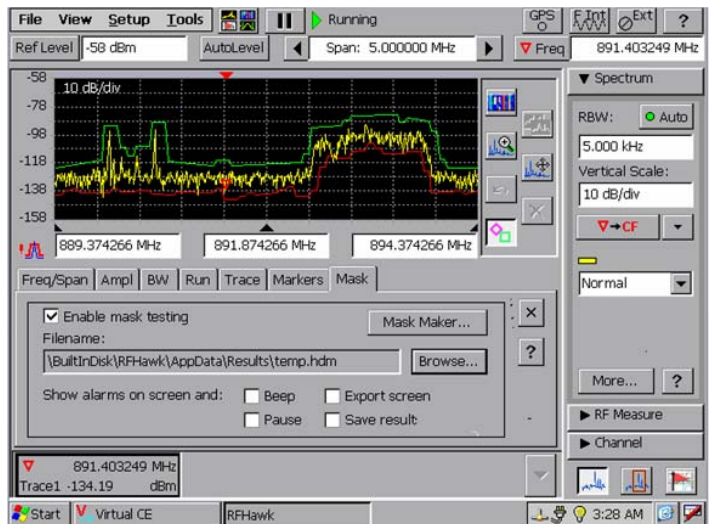 File View Setup Tools Running GPS F Int Ext ?
Ref Level -58 dBm AutoLevel Span: 5.000000 MHz Freq 891.403249 MHz
-58
10 dB/div
-78
-98
-118
-138
-158
889.374266 MHz 891.874266 MHz 894.374266 MHz
Freq/Span Ampl BW Run Trace Markers Mask
Enable mask testing
Mask Maker...
Filename:
\BuiltInDisk\RFHawk\AppData\Results\temp.hdm Browse...
Show alarms on screen and: Beep Export screen
Pause Save result
?
891.403249 MHz
Trace1 -134.19 dBm
Spectrum
RBW: Auto
5.000 kHz
Vertical Scale:
10 dB/div
→CF
Normal
More... ?
RF Measure
Channel
Start Virtual CE RFHawk 3:28 AM